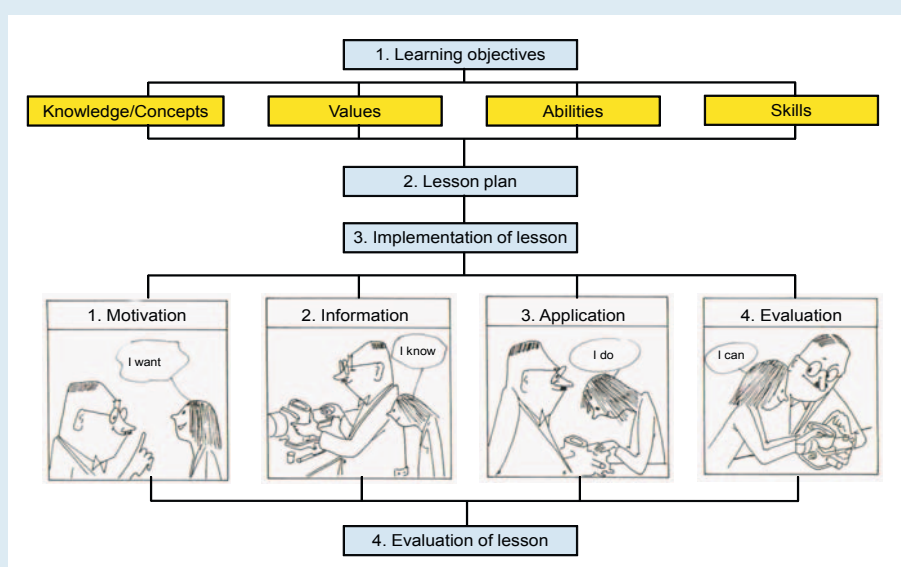 1. Learning objectives
Knowledge/Concepts
Values
Abilities
Skills
2. Lesson plan
3. Implementation of lesson
1. Motivation
2. Information
3. Application
4. Evaluation
I want
I know
I do
I can
4. Evaluation of lesson